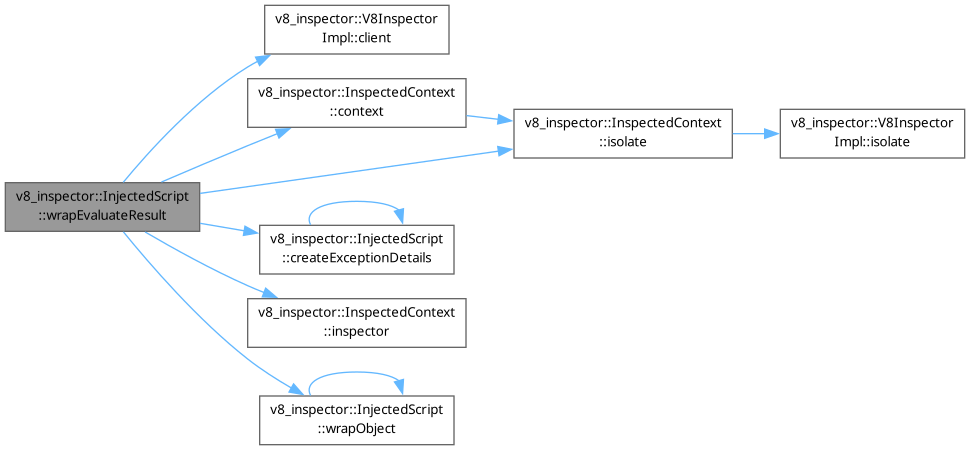 v8_inspector::V8Inspector
Impl::client
v8_inspector::InspectedContext
::context
v8_inspector::InspectedContext
::isolate
v8_inspector::V8Inspector
Impl::isolate
v8_inspector::InjectedScript
::wrapEvaluateResult
v8_inspector::InjectedScript
::createExceptionDetails
v8_inspector::InspectedContext
::inspector
v8_inspector::InjectedScript
::wrapObject